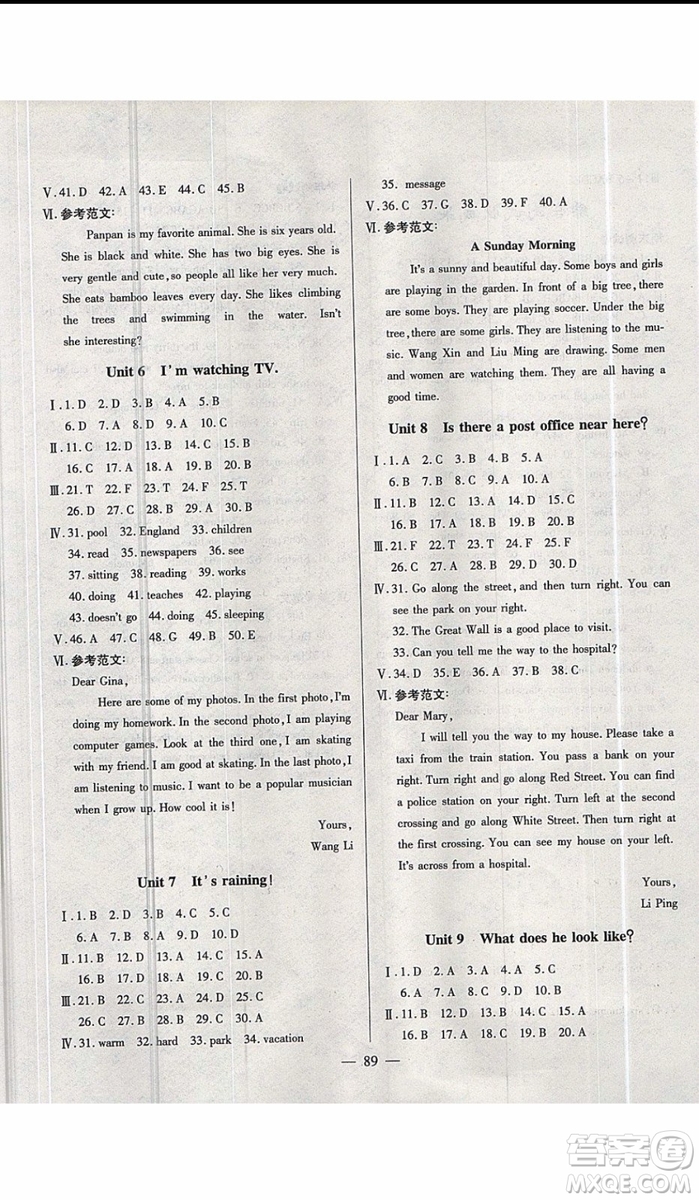 Ⅴ. 41. D 42. A 43. E 44. C 45. B
Ⅵ. 参考范文:
Panpan is my favorite animal. She is six years old.
She is black and white. She has two big eyes. She is
very gentle and cute, so people all like her very much.
She eats bamboo leaves every day. She likes climbing
the trees and swimming in the water. Isn't
she interesting?
Unit 6 I'm watching TV.
Ⅰ. 1. D 2. D 3. B 4. A 5. B
6. D 7. A 8. D 9. A 10. C
Ⅱ. 11. C 12. D 13. A 14. B 15. C
16. C 17. D 18. A 19. D 20. B
Ⅲ. 21. T 22. F 23. T 24. F 25. T
26. D 27. C 28. B 29. A 30. B
Ⅳ. 31. pool 32. England 33. children
34. read 35. newspapers 36. see
37. sitting 38. reading 39. works
40. doing 41. teaches 42. playing
43. doesn't go 44. doing 45. sleeping
Ⅴ. 46. A 47. C 48. G 49. B 50. E
Ⅵ. 参考范文:
Dear Gina,
Here are some of my photos. In the first photo, I'm
doing my homework. In the second photo, I am playing
computer games. Look at the third one, I am skating
with my friend. I am good at skating. In the last photo, I
am listening to music. I want to be a popular musician
when I grow up. How cool it is!
Yours,
Wang Li
Unit 7 It's raining!
Ⅰ. 1. B 2. D 3. B 4. A 5. B
6. A 7. B 8. D 9. D 10. D
Ⅱ. 11. B 12. D 13. A 14. C 15. A
16. B 17. D 18. B 19. C 20. D
Ⅲ. 21. B 22. C 23. A 24. D 25. A
26. C 27. C 28. B 29. D 30. A
Ⅳ. 31. warm 32. hard 33. park 34. vacation
35. message
Ⅴ. 36. C 37. G 38. D 39. F 40. A
Ⅵ. 参考范文:
A Sunday Morning
It's a sunny and beautiful day. Some boys and girls
are playing in the garden. In front of a big tree, there
are some boys. They are playing soccer. Under the big
tree, there are some girls. They are listening to the mu-
sic. Wang Xin and Liu Ming are drawing. Some men
and women are watching them. They are all having a
good time.
Unit 8 Is there a post office near here?
Ⅰ. 1. A 2. C 3. B 4. B 5. A
6. B 7. B 8. C 9. D 10. A
Ⅱ. 11. B 12. C 13. A 14. D 15. C
16. B 17. A 18. B 19. C 20. D
Ⅲ. 21. F 22. T 23. T 24. F 25. F
26. C 27. A 28. D 29. B 30. D
Ⅳ. 31. Go along the street, and then turn right. You can
see the park on your right.
32. The Great Wall is a good place to visit.
33. Can you tell me the way to the hospital?
Ⅴ. 34. D 35. E 36. A 37. B 38. F
Ⅵ. 参考范文:
Dear Mary,
I will tell you the way to my house. Please take a
taxi from the train station. You pass a bank on your
right. Turn right and go along Red Street. You can find
a police station on your right. Turn left at the second
crossing and go along White Street. Then turn right at
the first crossing. You can see my house on your left.
It's across from a hospital.
Yours,
Li Ping
Unit 9 What does he look like?
Ⅰ. 1. D 2. A 3. C 4. D 5. B
6. A 7. D 8. A 9. B 10. A
Ⅱ. 11. B 12. C 13. A 14. D 15. C
16. B 17. B 18. D 19. C 20. A
— 89 —
答案圈
MXQE.COM